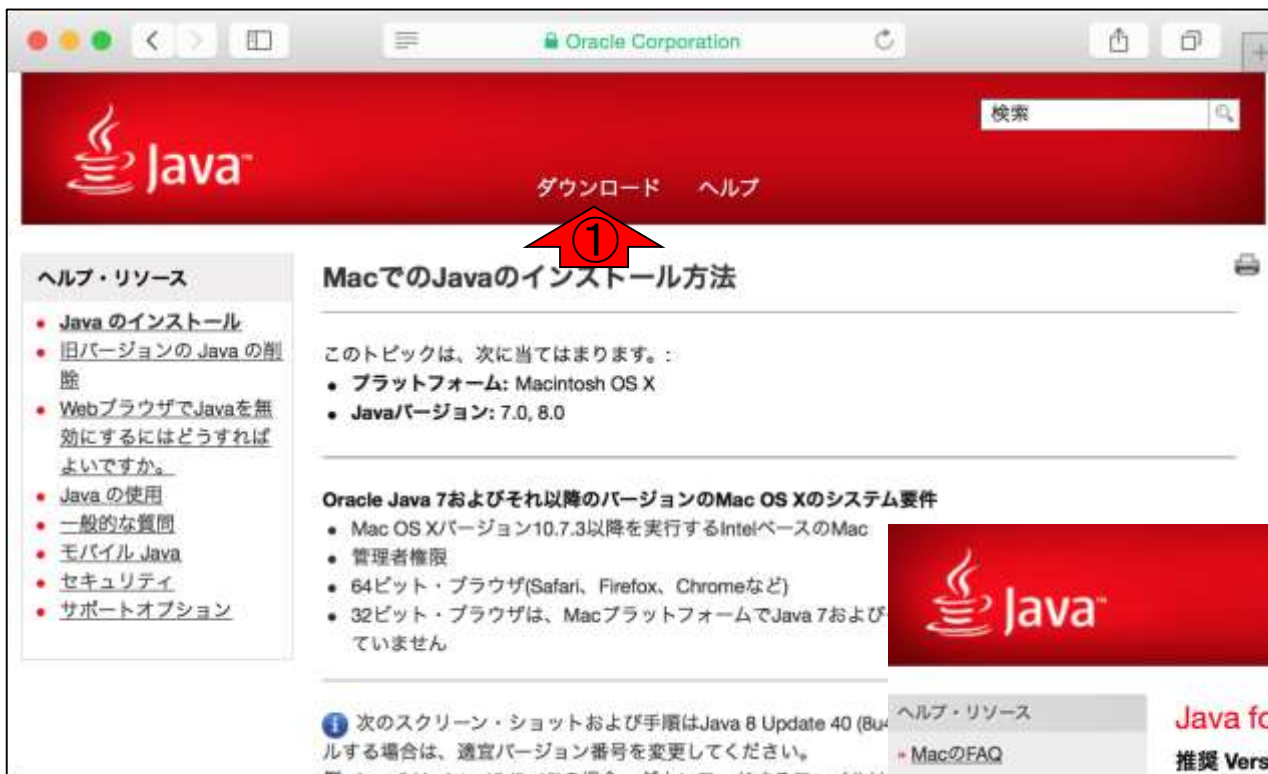 Oracle Corporation
Java™
検索
ダウンロード ヘルプ
①
ヘルプ・リソース
Java のインストール
旧バージョンの Java の削
除
WebブラウザでJavaを無
効にするにはどうすれば
よいですか。
Java の使用
一般的な質問
モバイル Java
セキュリティ
サポートオプション
MacでのJavaのインストール方法
このトピックは、次に当てはまります。:
プラットフォーム: Macintosh OS X
Javaバージョン: 7.0, 8.0
Oracle Java 7およびそれ以降のバージョンのMac OS Xのシステム要件
Mac OS Xバージョン10.7.3以降を実行するIntelベースのMac
管理者権限
64ビット・ブラウザ(Safari、Firefox、Chromeなど)
32ビット・ブラウザは、MacプラットフォームでJava 7および
ていません
次のスクリーン・ショットおよび手順はJava 8 Update 40 (8u4
ルする場合は、適宜バージョン番号を変更してください。
Java™
ヘルプ・リソース
MacのFAQ
Java fo
推奨 Vers